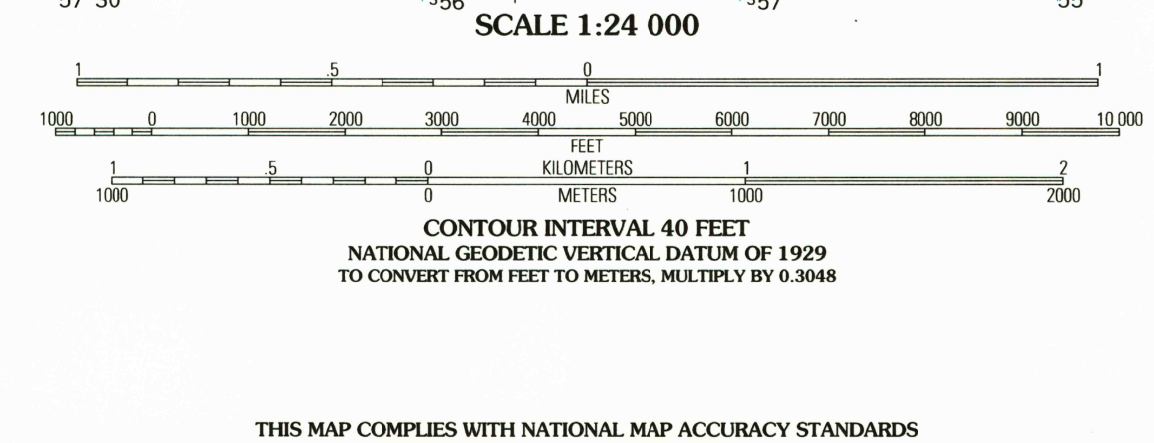 SCALE 1:24 000
1 .5 0 1
MILES
1000 0 1000 2000 3000 4000 5000 6000 7000 8000 9000 10 000
FEET
1 .5 0 KILOMETERS 1 2
1000 0 METERS 1000 2000
CONTOUR INTERVAL 40 FEET
NATIONAL GEODETIC VERTICAL DATUM OF 1929
TO CONVERT FROM FEET TO METERS, MULTIPLY BY 0.3048
THIS MAP COMPLIES WITH NATIONAL MAP ACCURACY STANDARDS